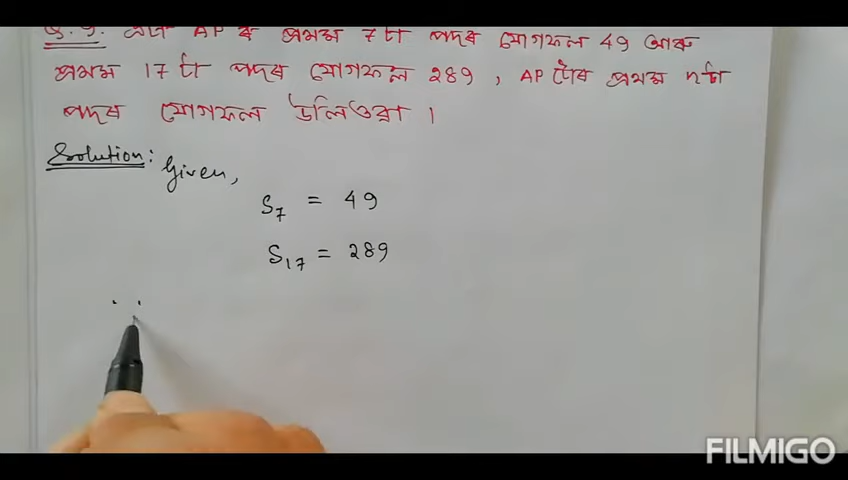 Q. 9. এটা AP ৰ প্ৰথম 7 টা পদৰ যোগফল 49 আৰু
প্ৰথম 17 টা পদৰ যোগফল 289, AP টোৰ প্ৰথম n টা
পদৰ যোগফল উলিওৱা ।
Solution: Given,
S₇ = 49
S₁₇ = 289
FILMIGO